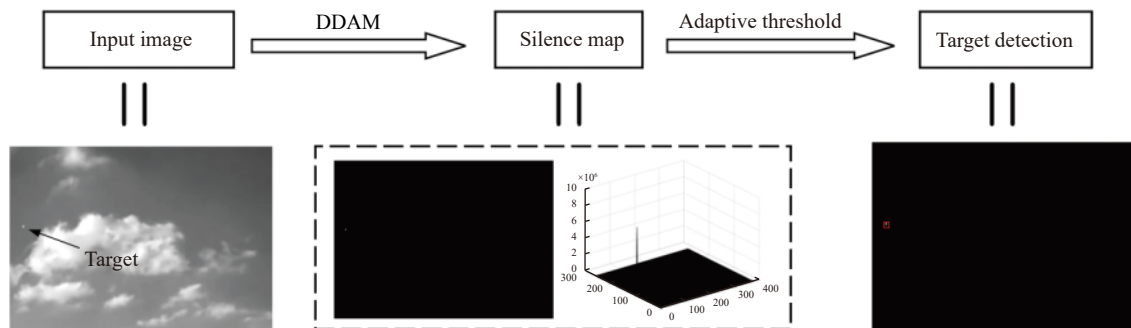 Input image
DDAM
Silence map
Adaptive threshold
Target detection
Target
×10⁶
10
8
6
4
2
0
300
200
100
0
0
100
200
300
400